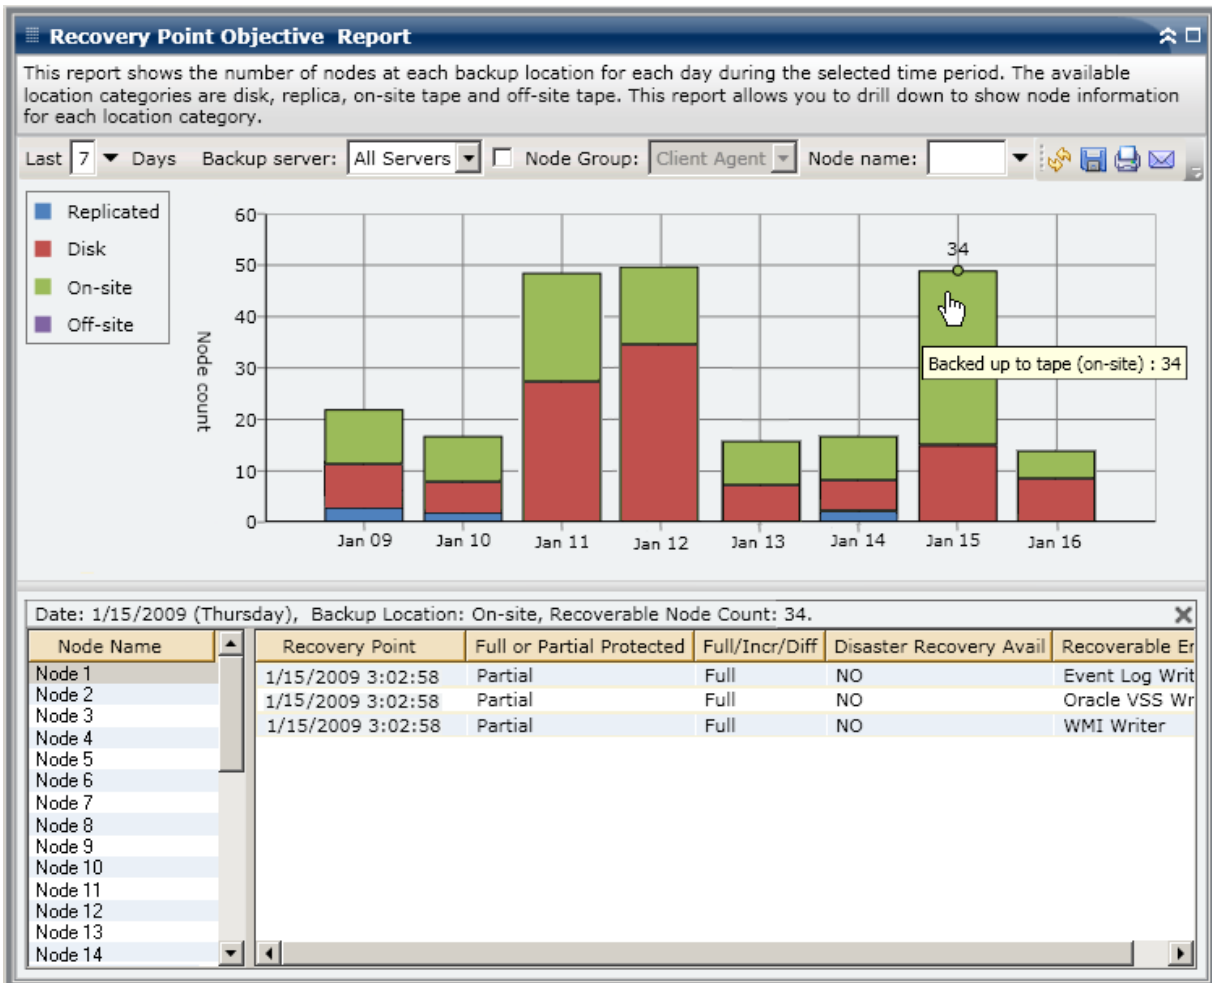 Recovery Point Objective Report
This report shows the number of nodes at each backup location for each day during the selected time period. The available
location categories are disk, replica, on-site tape and off-site tape. This report allows you to drill down to show node information
for each location category.
Last 7 Days Backup server: All Servers Node Group: Client Agent Node name:
Replicated
Disk
On-site
Off-site
Node count
60
50
40
30
20
10
0
34
Backed up to tape (on-site) : 34
Jan 09 Jan 10 Jan 11 Jan 12 Jan 13 Jan 14 Jan 15 Jan 16
Date: 1/15/2009 (Thursday), Backup Location: On-site, Recoverable Node Count: 34.
Node Name Recovery Point Full or Partial Protected Full/Incr/Diff Disaster Recovery Avail Recoverable Er
Node 1
Node 2
Node 3
Node 4
Node 5
Node 6
Node 7
Node 8
Node 9
Node 10
Node 11
Node 12
Node 13
Node 14
1/15/2009 3:02:58 Partial Full NO Event Log Writ
1/15/2009 3:02:58 Partial Full NO Oracle VSS Wr
1/15/2009 3:02:58 Partial Full NO WMI Writer